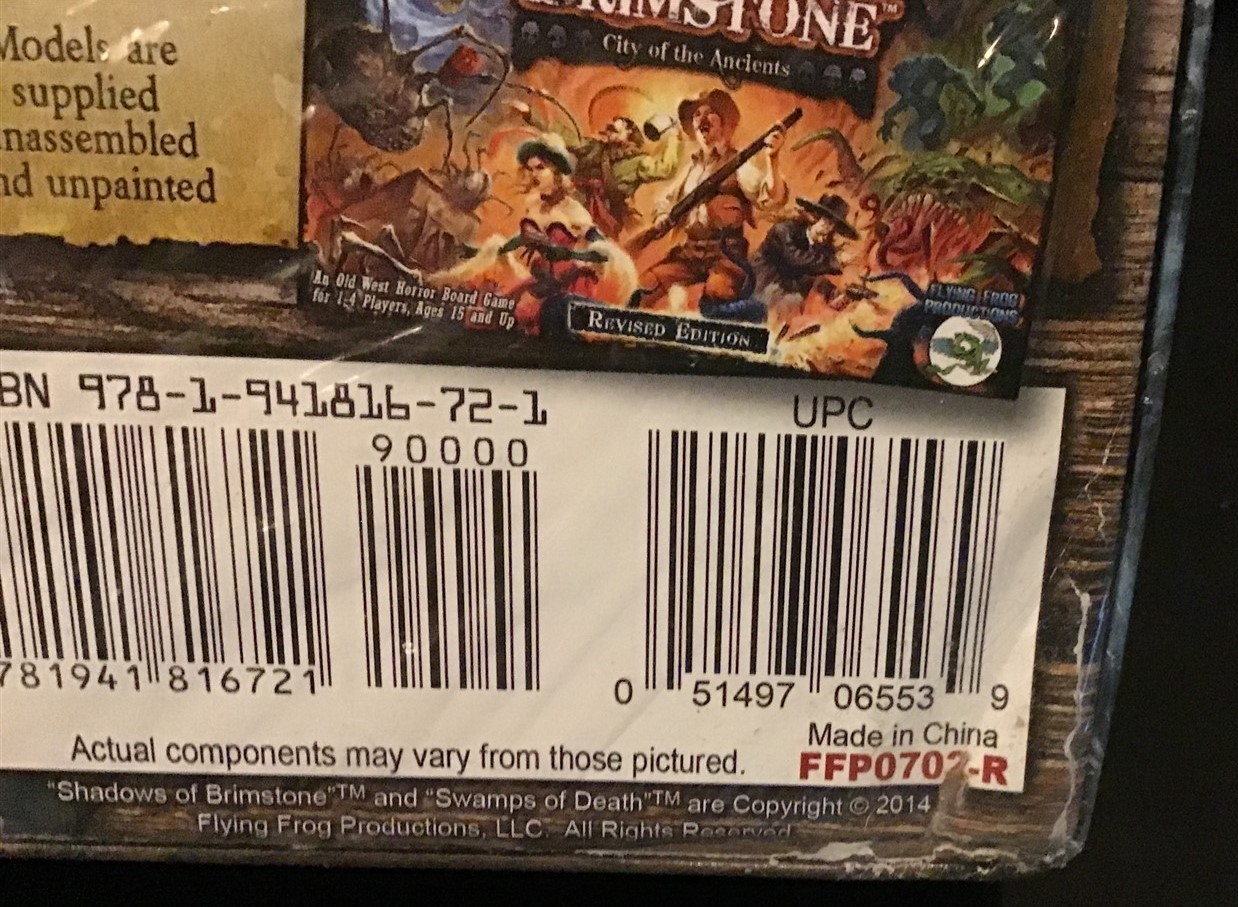 Models are
supplied
nassembled
nd unpainted
BRIMSTONE™
City of the Ancients
An Old West Horror Board Game
for 1-4 Players, Ages 15 and Up
REVISED EDITION
FLYING FROG
PRODUCTIONS
BN 978-1-941816-72-1
90000
781941 816721
UPC
0 51497 06553 9
Made in China
FFP0702-R
Actual components may vary from those pictured.
"Shadows of Brimstone"™ and "Swamps of Death"™ are Copyright © 2014
Flying Frog Productions, LLC. All Rights Reserved